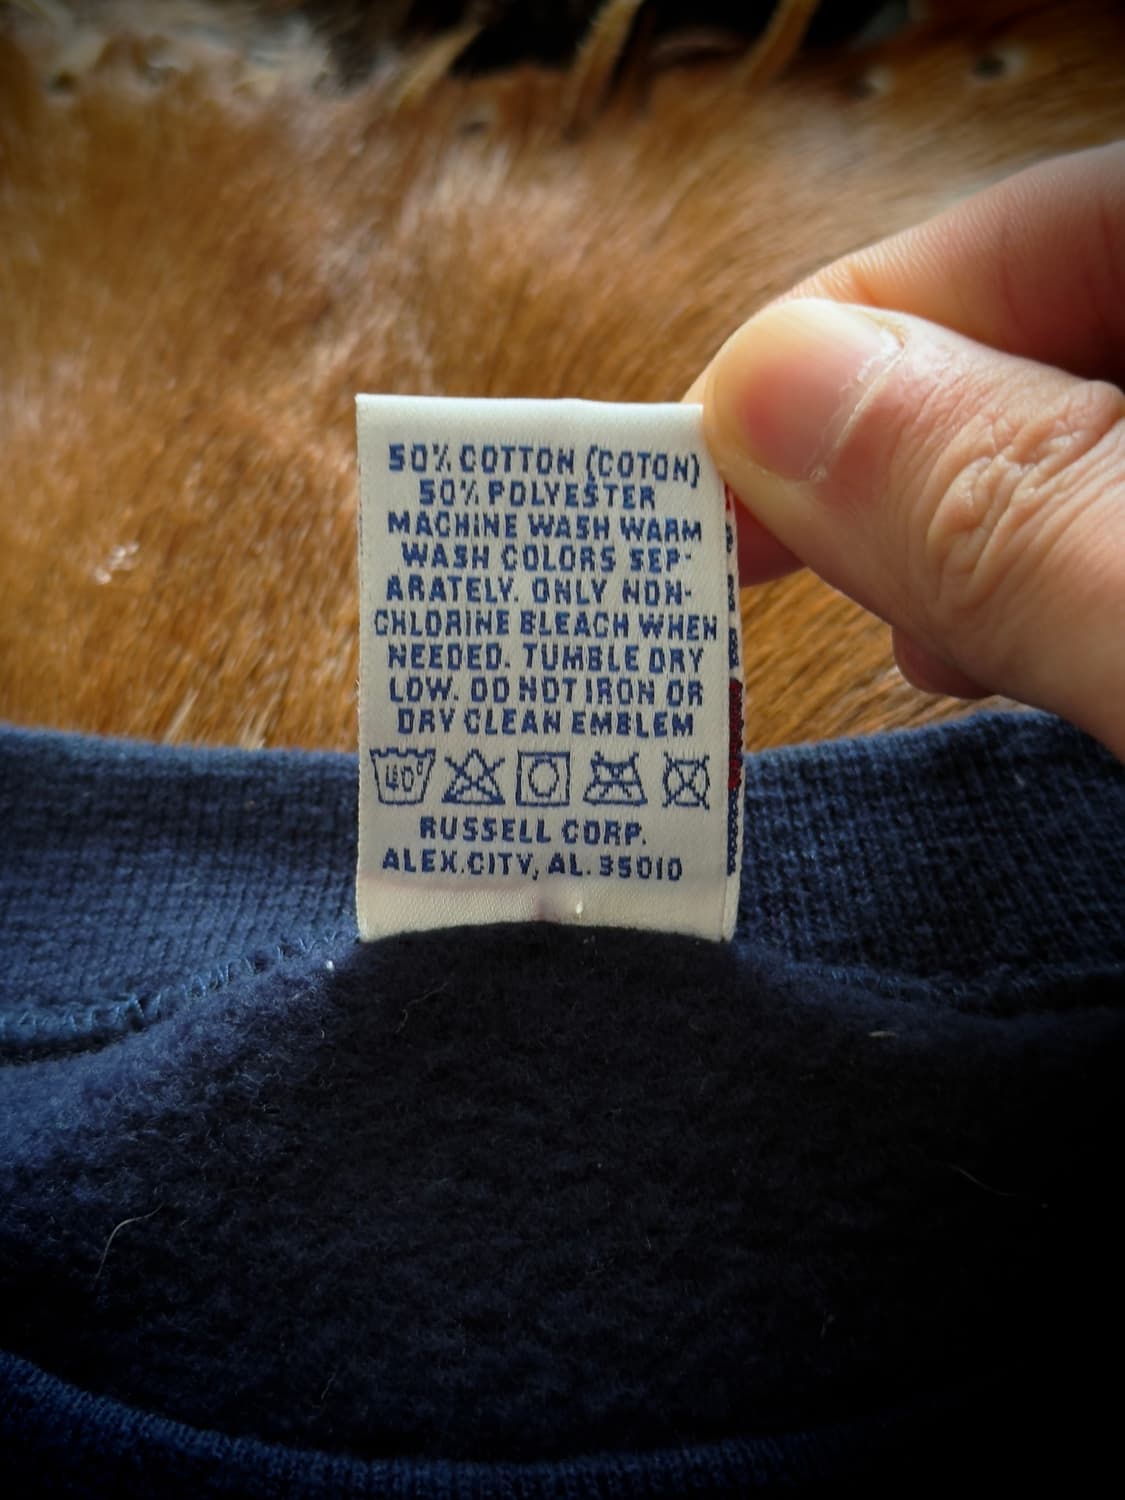 50% COTTON (COTON)
50% POLYESTER
MACHINE WASH WARM
WASH COLORS SEP-
ARATELY. ONLY NON-
CHLORINE BLEACH WHEN
NEEDED. TUMBLE DRY
LOW. DO NOT IRON OR
DRY CLEAN EMBLEM
40°
RUSSELL CORP.
ALEX.CITY, AL. 35010